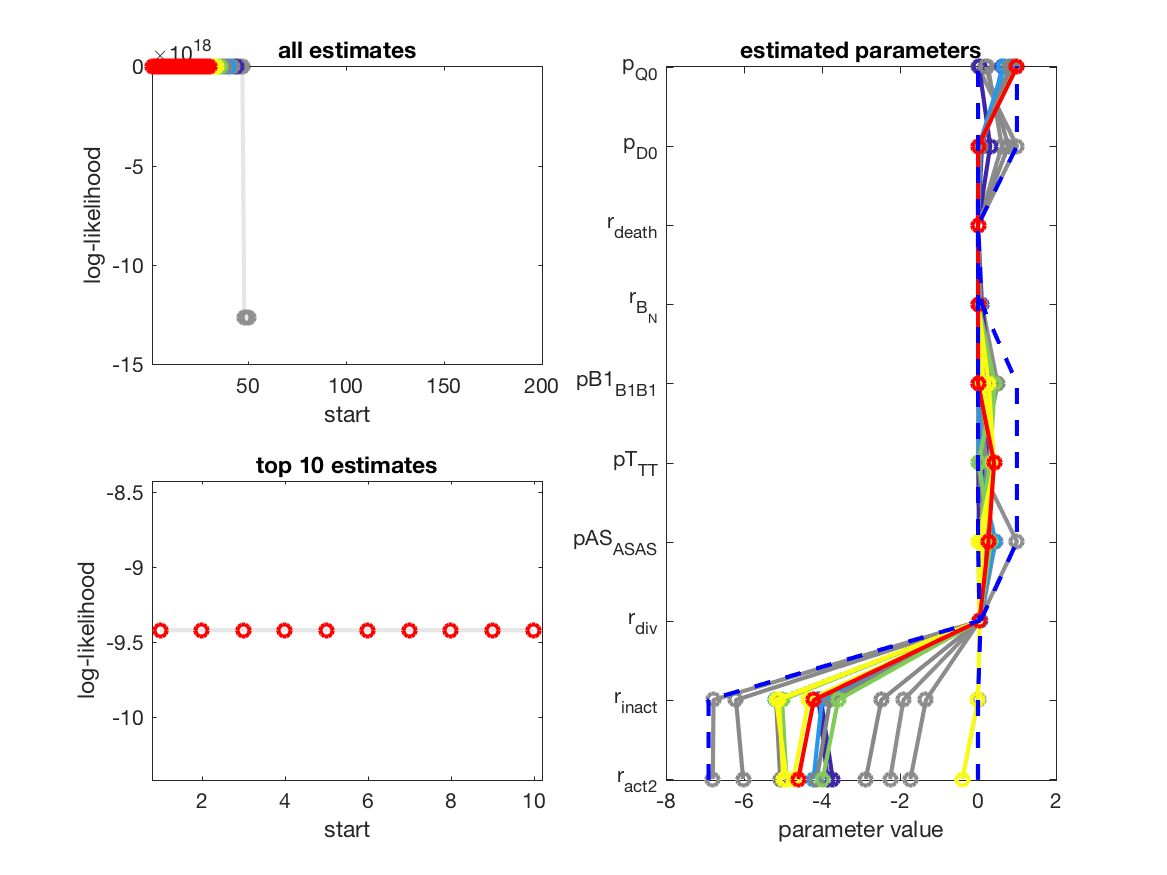 all estimates
× 10^18
0
-5
-10
-15
50 100 150 200
start
log-likelihood
top 10 estimates
-8.5
-9
-9.5
-10
2 4 6 8 10
start
log-likelihood
estimated parameters
p_Q0
p_D0
r_death
r_B_N
pB1_B1B1
pT_TT
pAS_ASAS
r_div
r_inact
r_act2
-8 -6 -4 -2 0 2
parameter value